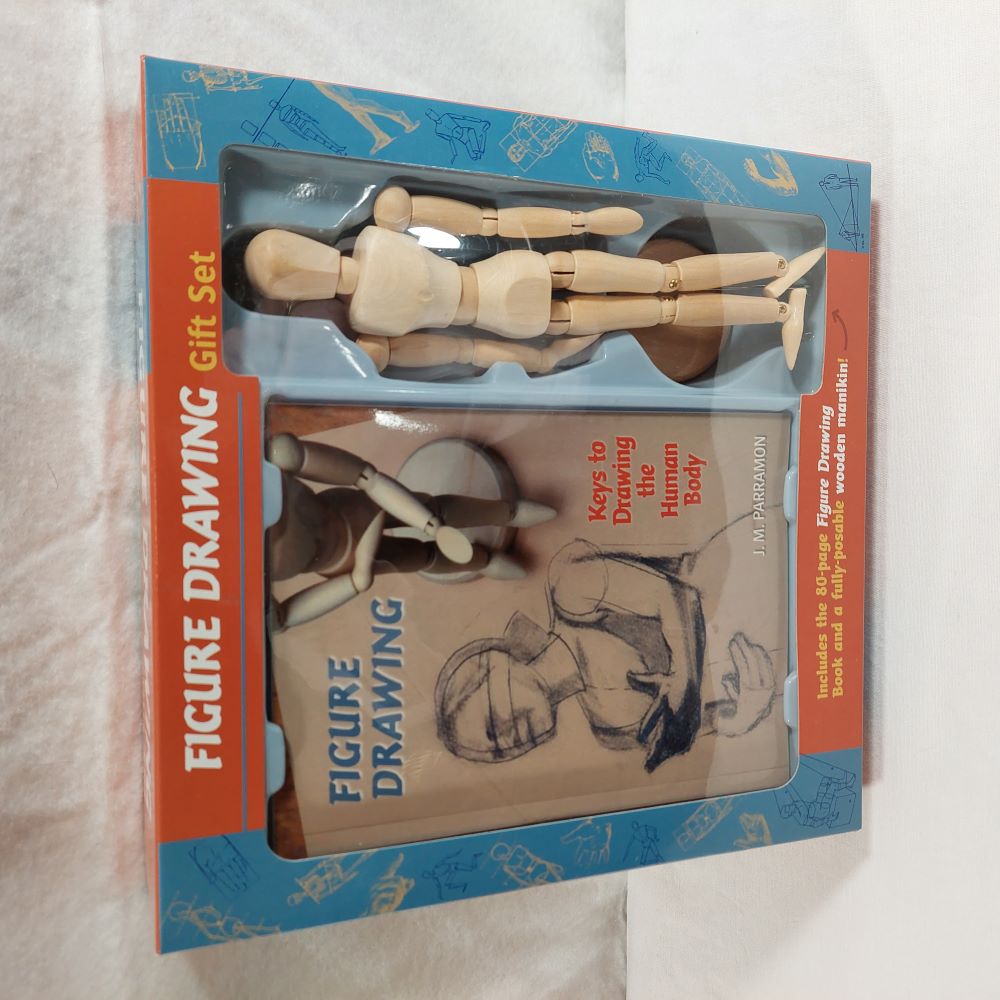 FIGURE DRAWING Gift Set
FIGURE
DRAWING
Keys to
Drawing
the
Human
Body
J. M. PARRAMON
Includes the 80-page Figure Drawing
Book and a fully-posable wooden manikin!